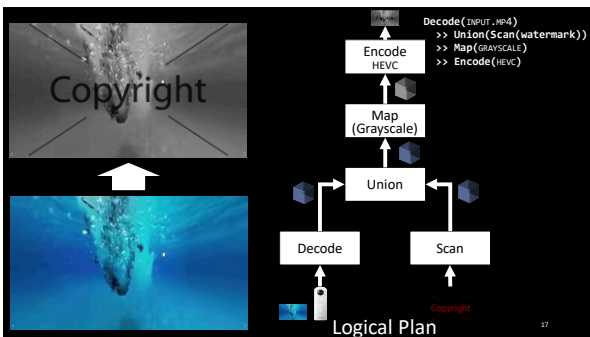 Copyright
Decode(INPUT.MP4)
>> Union(Scan(watermark))
>> Map(GRAYSCALE)
>> Encode(HEVC)
Encode
HEVC
Map
(Grayscale)
Union
Decode
Scan
Copyright
Logical Plan
17